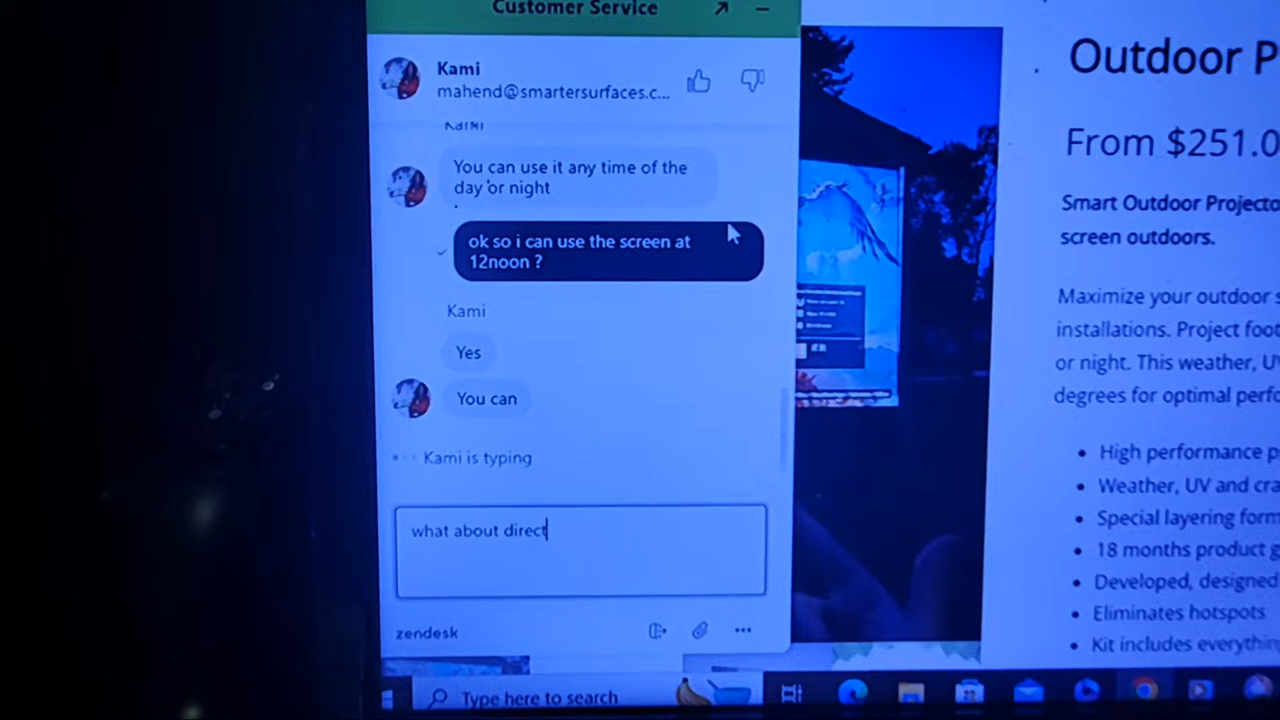 Customer Service
Kami
mahend@smartersurfaces.c...
Kami
You can use it any time of the
day or night
ok so i can use the screen at
12noon ?
Kami
Yes
You can
Kami is typing
what about direct
zendesk
Type here to search
Outdoor P
From $251.0
Smart Outdoor Projecto
screen outdoors.
Maximize your outdoor s
installations. Project foot
or night. This weather, U
degrees for optimal perfo
High performance p
Weather, UV and cra
Special layering form
18 months product g
Developed, designed
Eliminates hotspots
Kit includes everythin